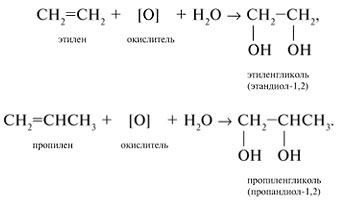 CH₂=CH₂ + [O] + H₂O → CH₂–CH₂,
OH OH
этилен окислитель
этиленгликоль
(этандиол-1,2)
CH₂=CHCH₃ + [O] + H₂O → CH₂–CHCH₃.
пропилен окислитель
OH OH
пропиленгликоль
(пропандиол-1,2)